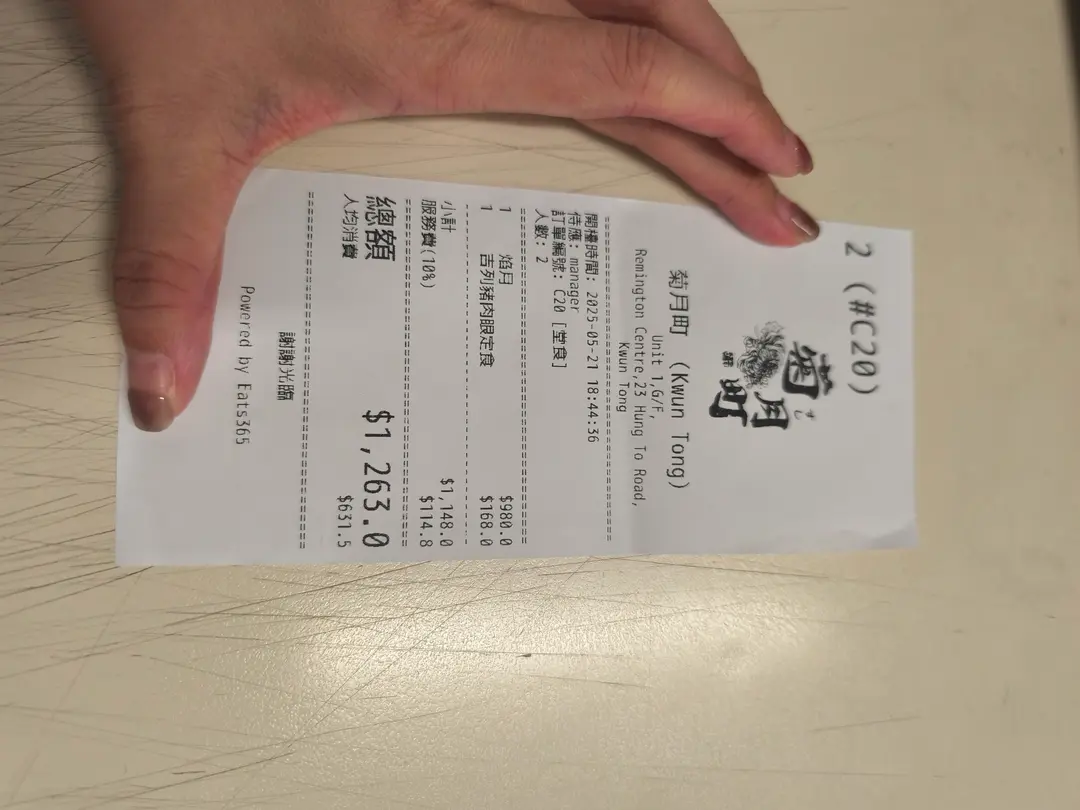 2 (#C20)
菊月町
菊月町 (Kwun Tong)
Unit 1,G/F,
Remington Centre,23 Hung To Road,
Kwun Tong
開檯時間: 2025-05-21 18:44:36
侍應: manager
訂單編號: C20 [堂食]
人數: 2
1 焰月 $980.0
1 吉列豬肉眼定食 $168.0
小計 $1,148.0
服務費(10%) $114.8
總額 $1,263.0
人均消費 $631.5
謝謝光臨
Powered by Eats365